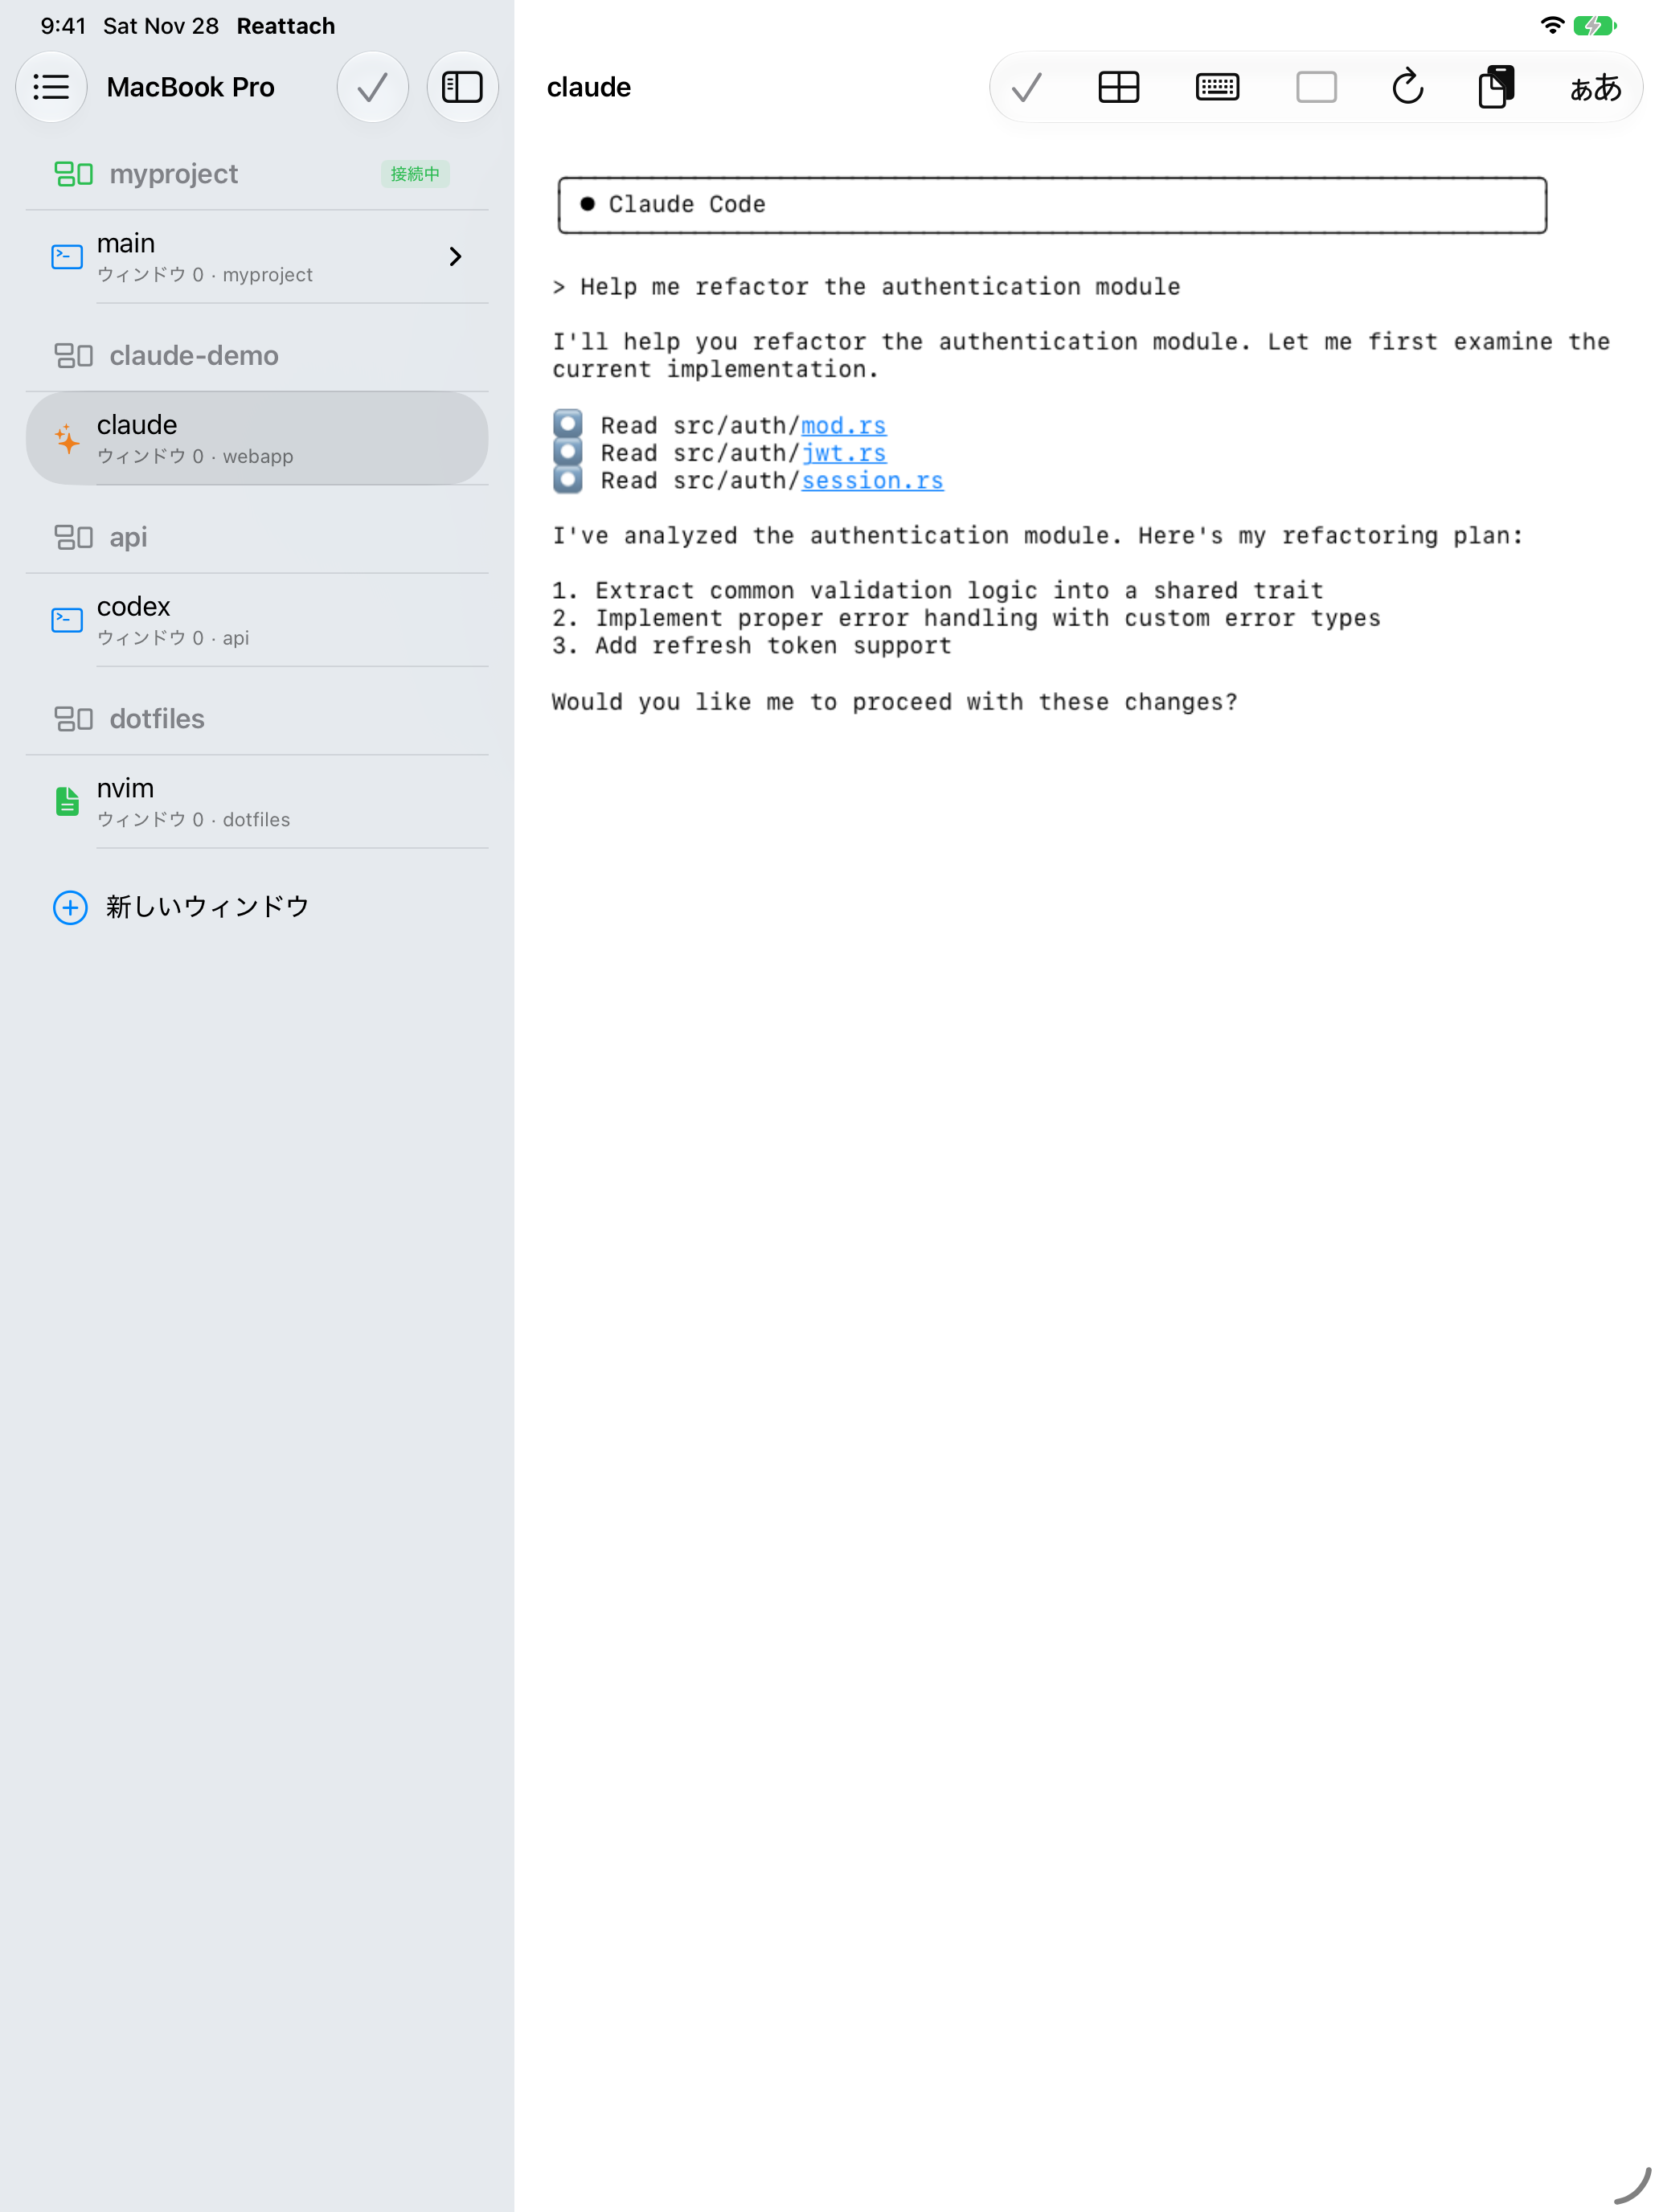 9:41 Sat Nov 28 Reattach
MacBook Pro
myproject 接続中
main
ウィンドウ 0 · myproject
claude-demo
claude
ウィンドウ 0 · webapp
api
codex
ウィンドウ 0 · api
dotfiles
nvim
ウィンドウ 0 · dotfiles
新しいウィンドウ
claude
ああ
● Claude Code
> Help me refactor the authentication module
I'll help you refactor the authentication module. Let me first examine the
current implementation.
⏺ Read src/auth/mod.rs
⏺ Read src/auth/jwt.rs
⏺ Read src/auth/session.rs
I've analyzed the authentication module. Here's my refactoring plan:
1. Extract common validation logic into a shared trait
2. Implement proper error handling with custom error types
3. Add refresh token support
Would you like me to proceed with these changes?